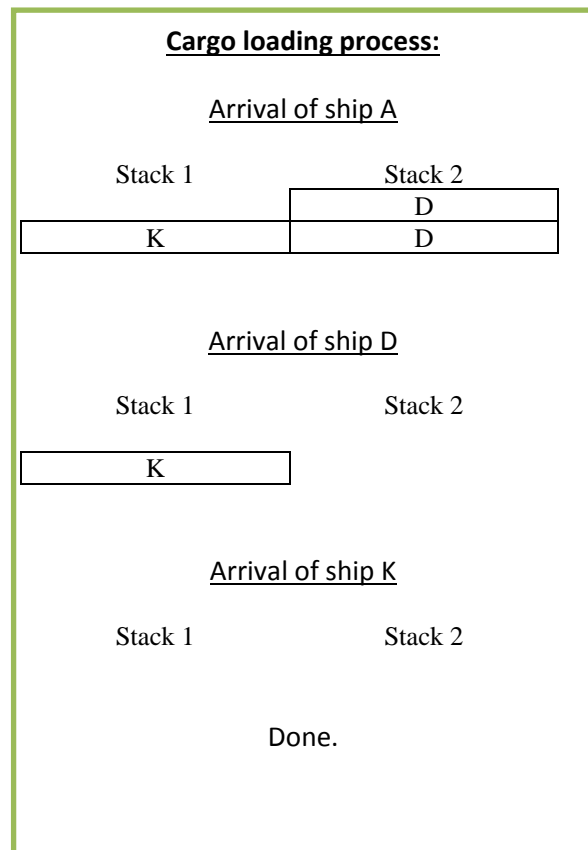 Cargo loading process:
Arrival of ship A
Stack 1 Stack 2
D
K D
Arrival of ship D
Stack 1 Stack 2
K
Arrival of ship K
Stack 1 Stack 2
Done.